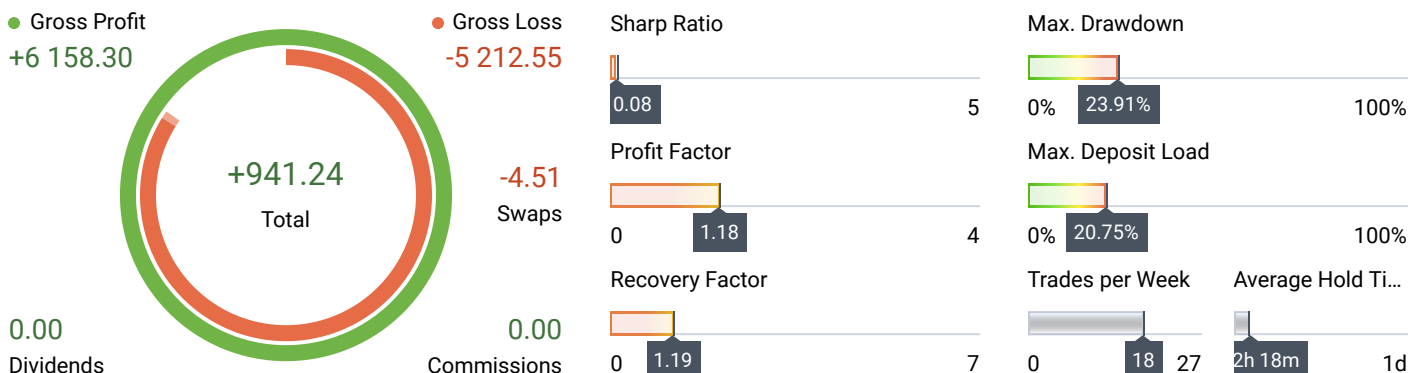 Gross Profit
+6 158.30
Gross Loss
-5 212.55
+941.24
Total
-4.51
Swaps
0.00
Dividends
0.00
Commissions
Sharp Ratio
0.08
5
Profit Factor
0
1.18
4
Recovery Factor
0
1.19
7
Max. Drawdown
0%
23.91%
100%
Max. Deposit Load
0%
20.75%
100%
Trades per Week
0
18
27
Average Hold Ti...
2h 18m
1d